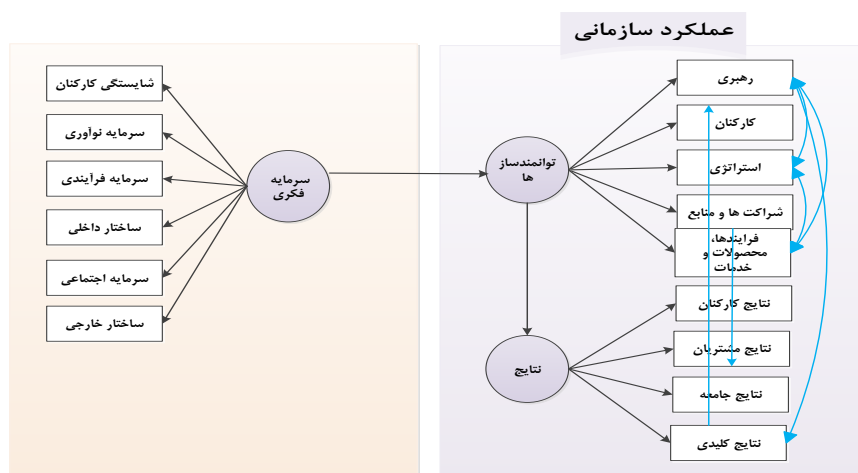 عملکرد سازمانی
رهبری
کارکنان
استراتژی
شراکت ها و منابع
فرایندها،
محصولات و
خدمات
نتایج کارکنان
نتایج مشتریان
نتایج جامعه
نتایج کلیدی
توانمندساز
ها
نتایج
سرمایه
فکری
شایستگی کارکنان
سرمایه نوآوری
سرمایه فرآیندی
ساختار داخلی
سرمایه اجتماعی
ساختار خارجی